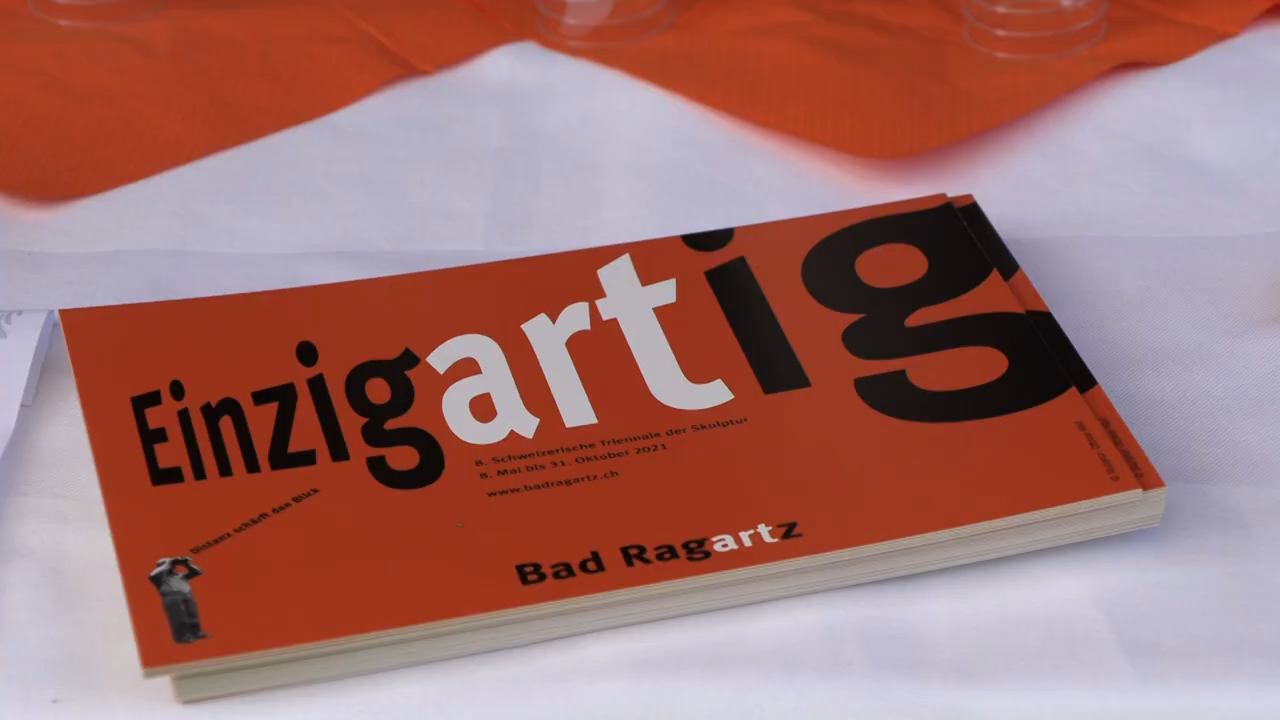 Einzigartig
8. Schweizerische Triennale der Skulptur
8. Mai bis 31. Oktober 2021
www.badragartz.ch
Distanz schärft den Blick
Bad Ragartz